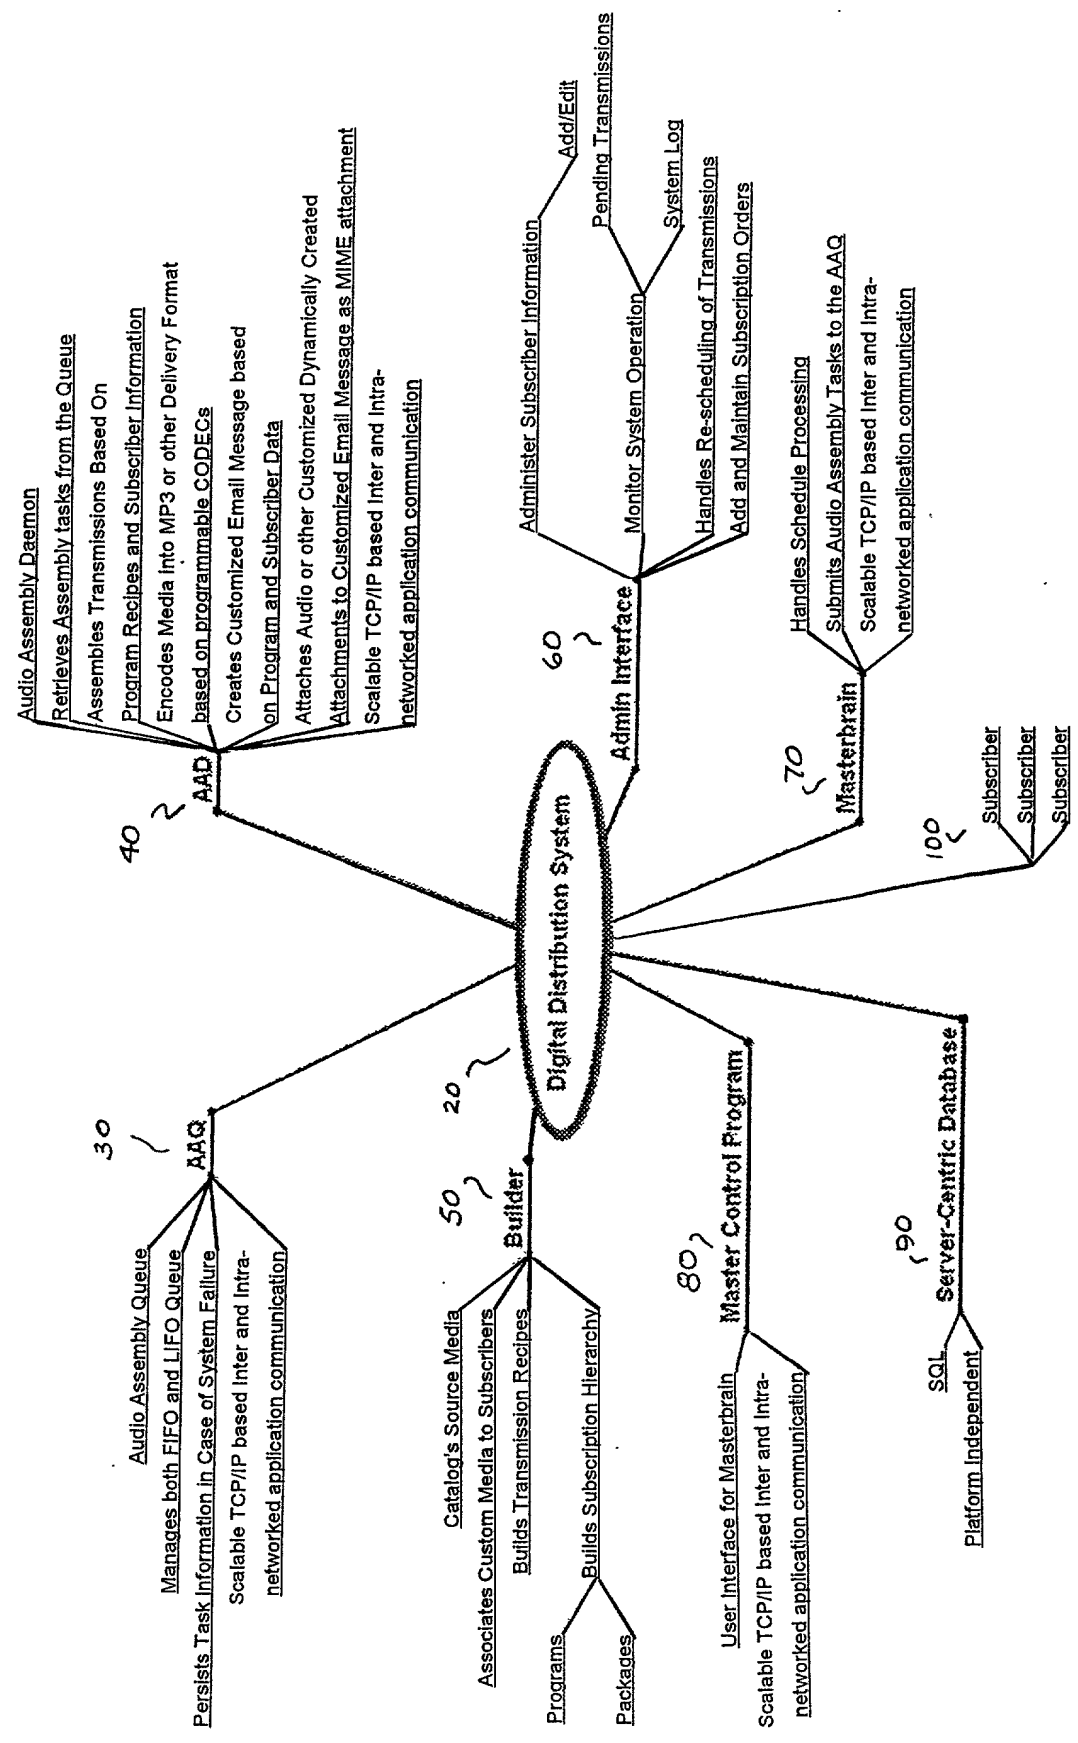 30
AAQ
Audio Assembly Queue
Manages both FIFO and LIFO Queue
Persists Task Information in Case of System Failure
Scalable TCP/IP based Inter and Intra-
networked application communication
40
AAD
Audio Assembly Daemon
Retrieves Assembly tasks from the Queue
Assembles Transmissions Based On
Program Recipes and Subscriber Information
Encodes Media Into MP3 or other Delivery Format
based on programmable CODECs
Creates Customized Email Message based
on Program and Subscriber Data
Attaches Audio or other Customized Dynamically Created
Attachments to Customized Email Message as MIME attachment
Scalable TCP/IP based Inter and Intra-
networked application communication
20
Digital Distribution System
50
Builder
Catalog's Source Media
Associates Custom Media to Subscribers
Builds Transmission Recipes
Builds Subscription Hierarchy
Programs
Packages
60
Admin Interface
Administer Subscriber Information
Add/Edit
Monitor System Operation
Pending Transmissions
System Log
Handles Re-scheduling of Transmissions
Add and Maintain Subscription Orders
80
Master Control Program
User Interface for Masterbrain
Scalable TCP/IP based Inter and Intra-
networked application communication
70
Masterbrain
Handles Schedule Processing
Submits Audio Assembly Tasks to the AAQ
Scalable TCP/IP based Inter and Intra-
networked application communication
90
Server-Centric Database
SQL
Platform Independent
100
Subscriber
Subscriber
Subscriber